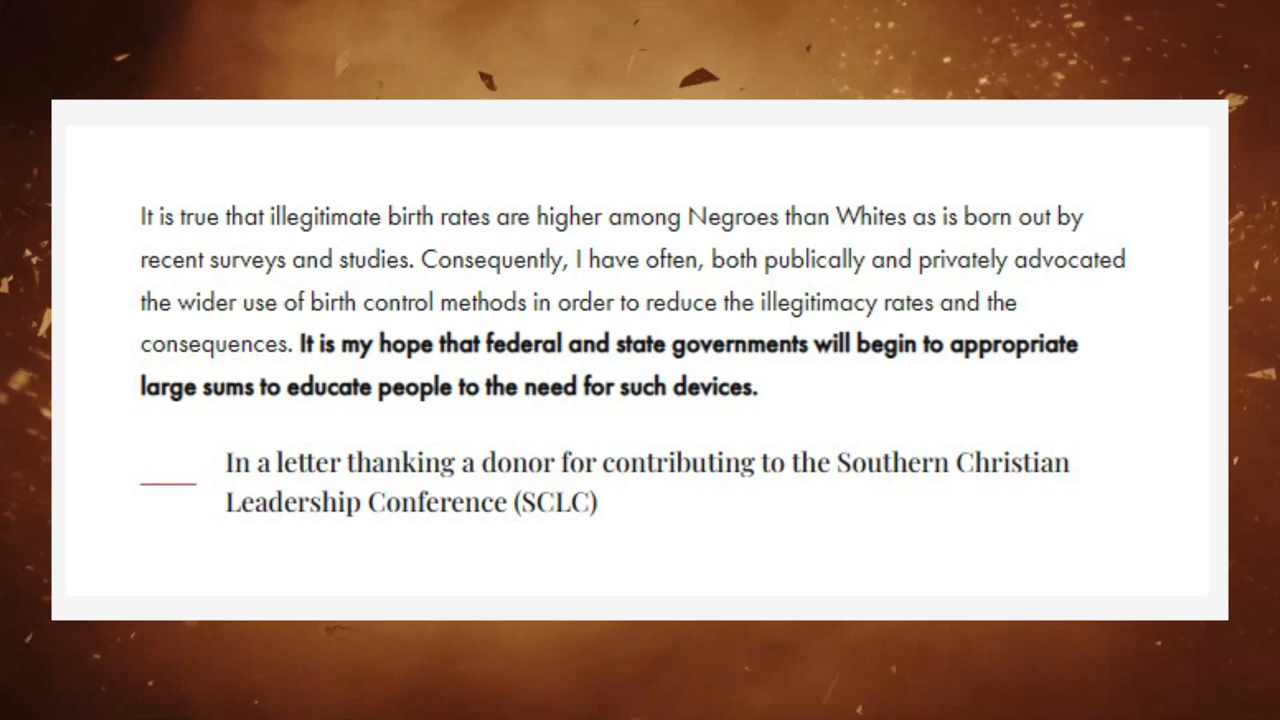 It is true that illegitimate birth rates are higher among Negroes than Whites as is born out by
recent surveys and studies. Consequently, I have often, both publically and privately advocated
the wider use of birth control methods in order to reduce the illegitimacy rates and the
consequences. It is my hope that federal and state governments will begin to appropriate
large sums to educate people to the need for such devices.
In a letter thanking a donor for contributing to the Southern Christian
Leadership Conference (SCLC)